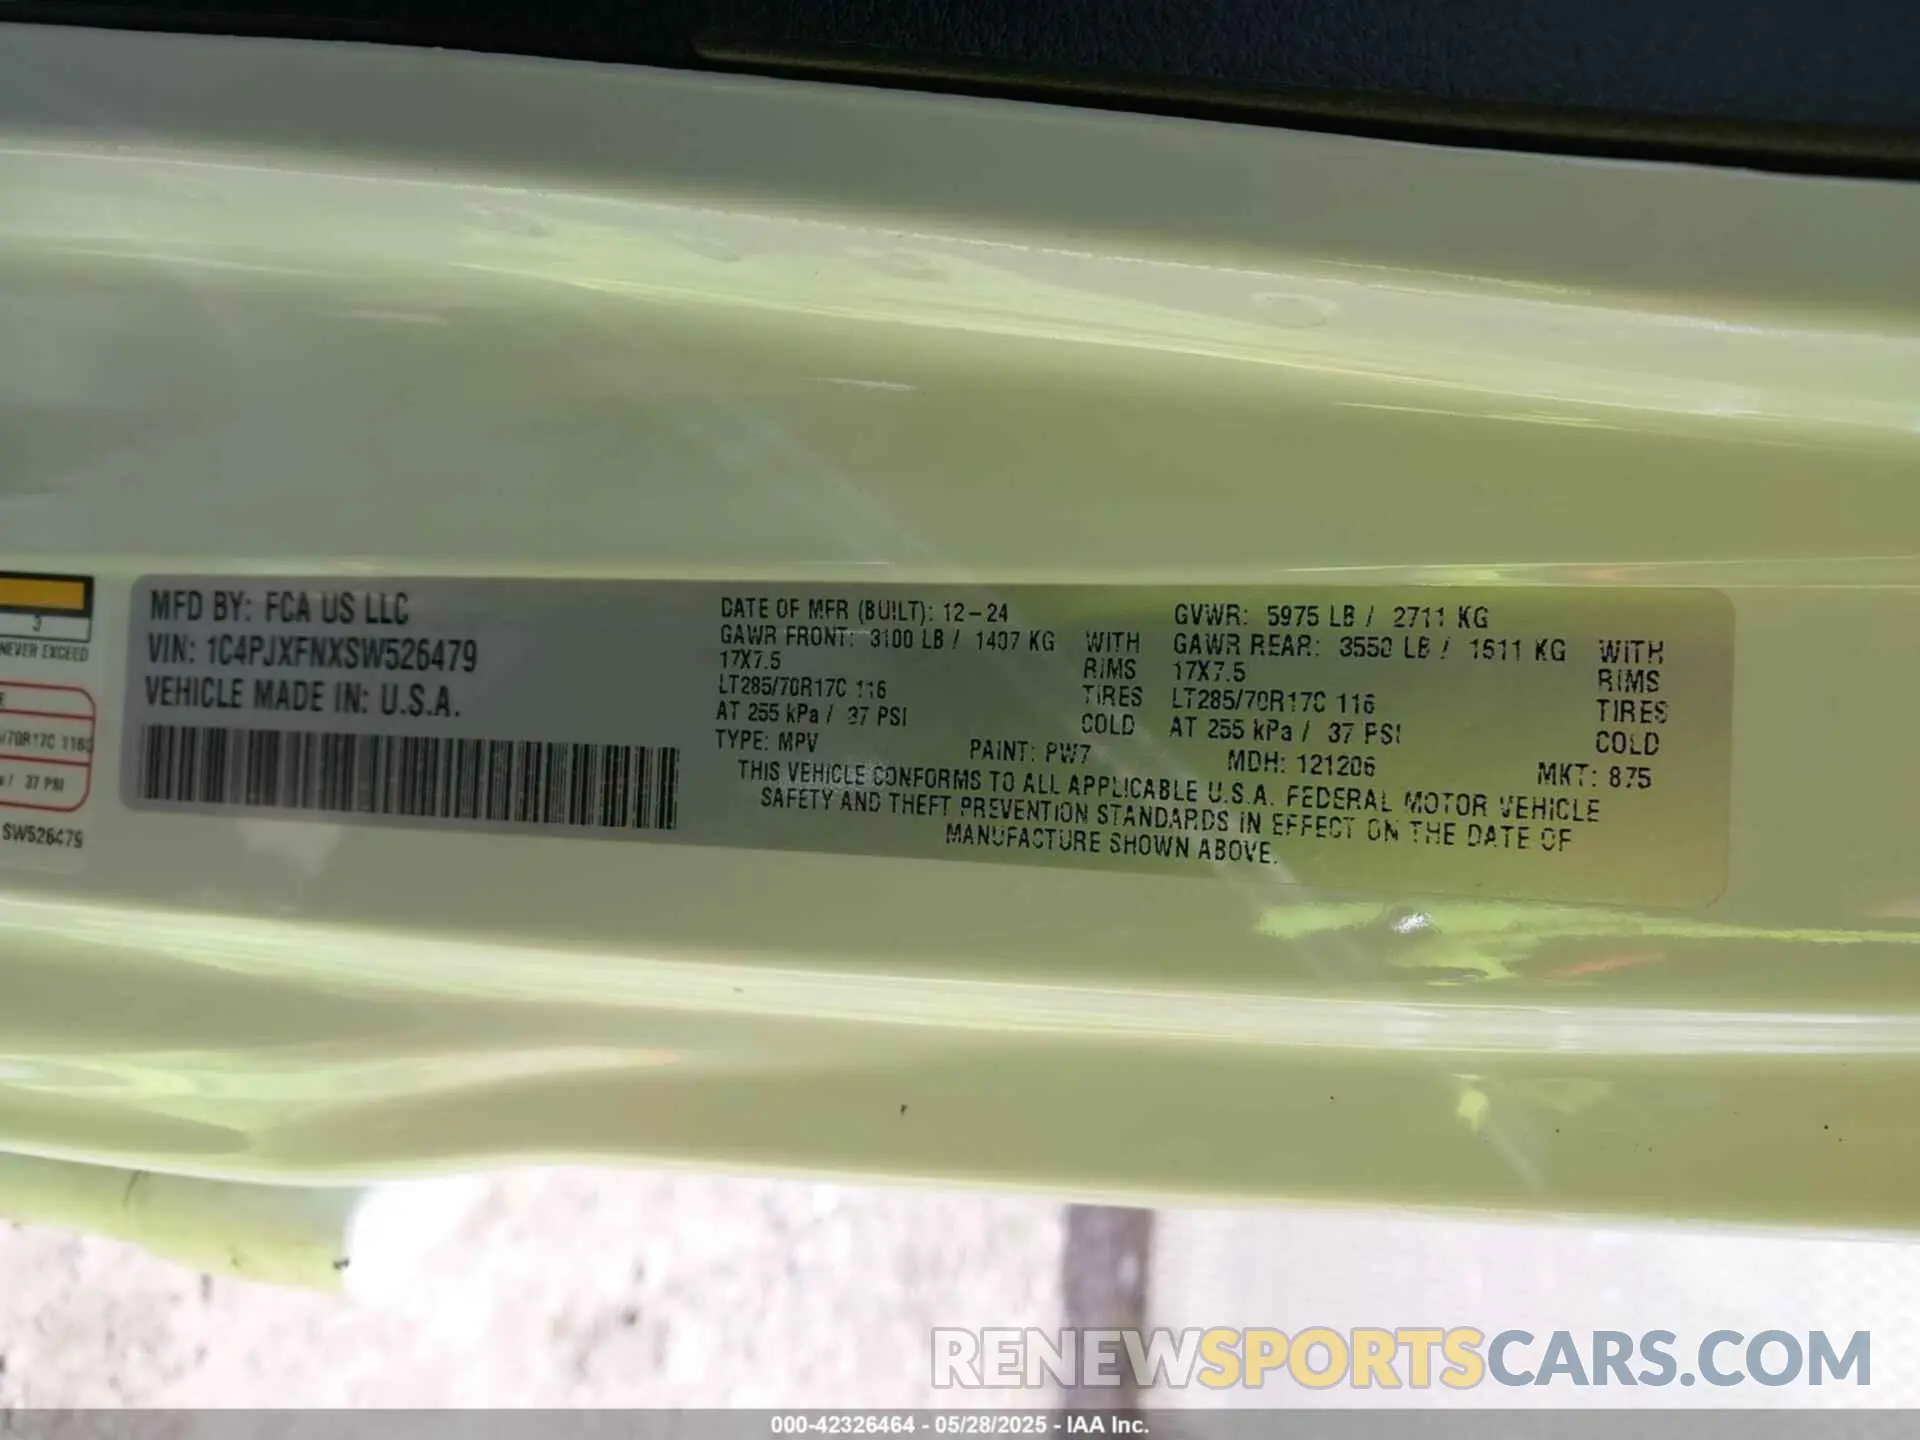 3
NEVER EXCEED
/70R17C 116C
/ 37 PSI
SW526479
MFD BY: FCA US LLC
VIN: 1C4PJXFNXSW526479
VEHICLE MADE IN: U.S.A.
DATE OF MFR (BUILT): 12-24
GVWR: 5975 LB / 2711 KG
GAWR FRONT: 3100 LB / 1407 KG WITH
17X7.5 RIMS
LT285/70R17C 116 TIRES
AT 255 kPa / 37 PSI COLD
GAWR REAR: 3550 LB / 1611 KG WITH
17X7.5 RIMS
LT285/70R17C 116 TIRES
AT 255 kPa / 37 PSI COLD
TYPE: MPV PAINT: PW7 MDH: 121206 MKT: 875
THIS VEHICLE CONFORMS TO ALL APPLICABLE U.S.A. FEDERAL MOTOR VEHICLE
SAFETY AND THEFT PREVENTION STANDARDS IN EFFECT ON THE DATE OF
MANUFACTURE SHOWN ABOVE.
RENEWSPORTSCARS.COM
000-42326464 - 05/28/2025 - IAA Inc.